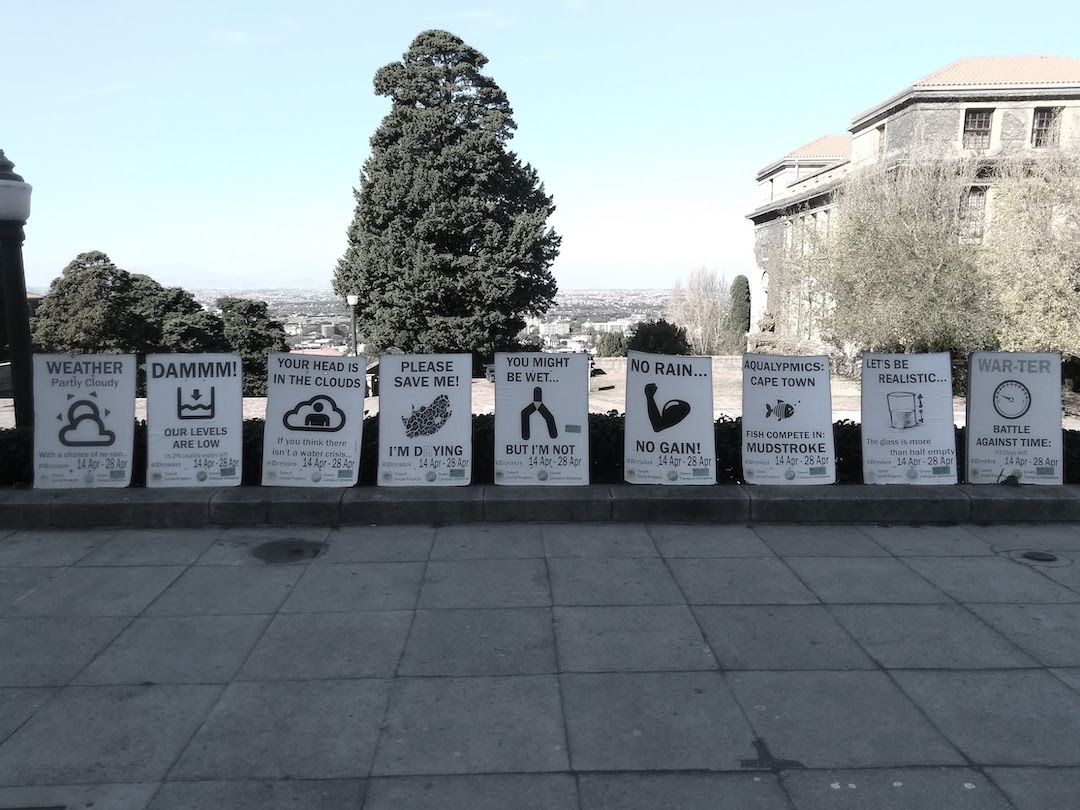 WEATHER
Partly Cloudy
With a chance of no rain..
14 Apr - 28 Apr
DAMMM!
OUR LEVELS
ARE LOW
14 Apr - 28 Apr
YOUR HEAD IS
IN THE CLOUDS
If you think there
isn't a water crisis...
14 Apr - 28 Apr
PLEASE
SAVE ME!
I'M D YING
14 Apr - 28 Apr
YOU MIGHT
BE WET...
BUT I'M NOT
14 Apr - 28 Apr
NO RAIN...
NO GAIN!
14 Apr - 28 Apr
AQUALYPMICS:
CAPE TOWN
FISH COMPETE IN:
MUDSTROKE
14 Apr - 28 Apr
LET'S BE
REALISTIC...
The glass is more
than half empty
14 Apr - 28 Apr
WAR-TER
BATTLE
AGAINST TIME:
14 Apr - 28 Apr